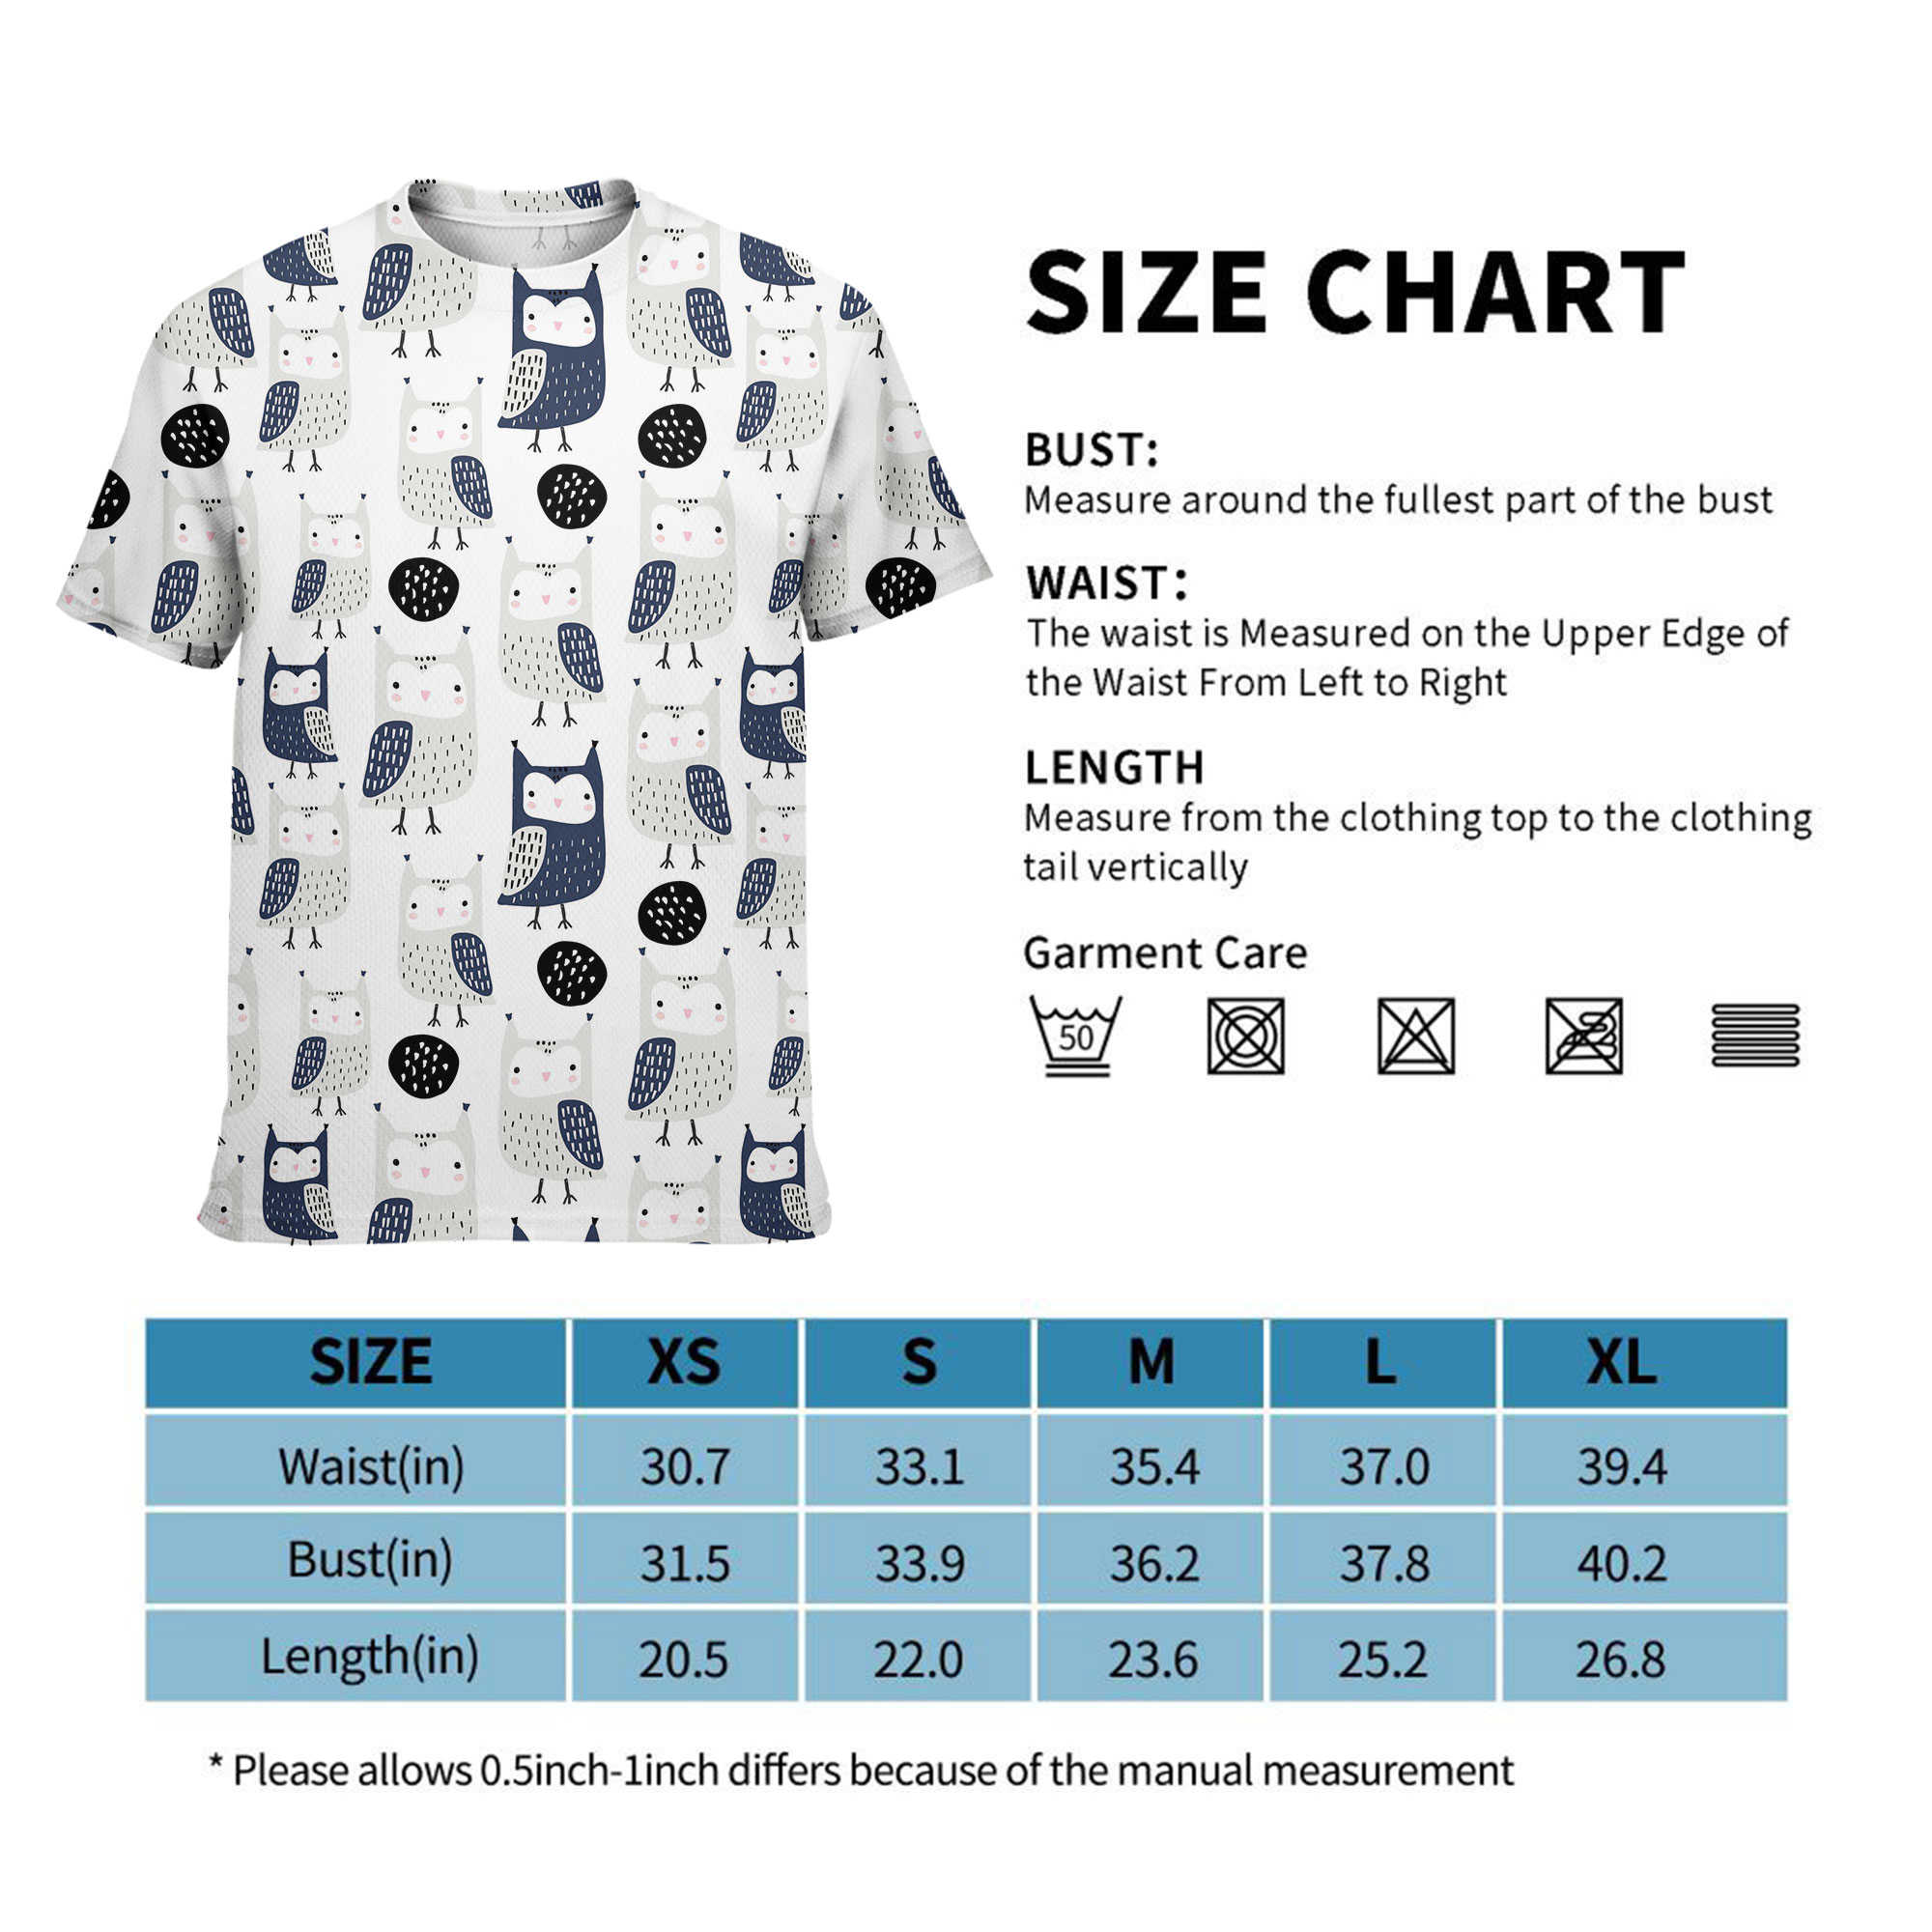 SIZE CHART
BUST:
Measure around the fullest part of the bust
WAIST:
The waist is Measured on the Upper Edge of
the Waist From Left to Right
LENGTH
Measure from the clothing top to the clothing
tail vertically
Garment Care
50
SIZE XS S M L XL
Waist(in) 30.7 33.1 35.4 37.0 39.4
Bust(in) 31.5 33.9 36.2 37.8 40.2
Length(in) 20.5 22.0 23.6 25.2 26.8
* Please allows 0.5inch-1inch differs because of the manual measurement